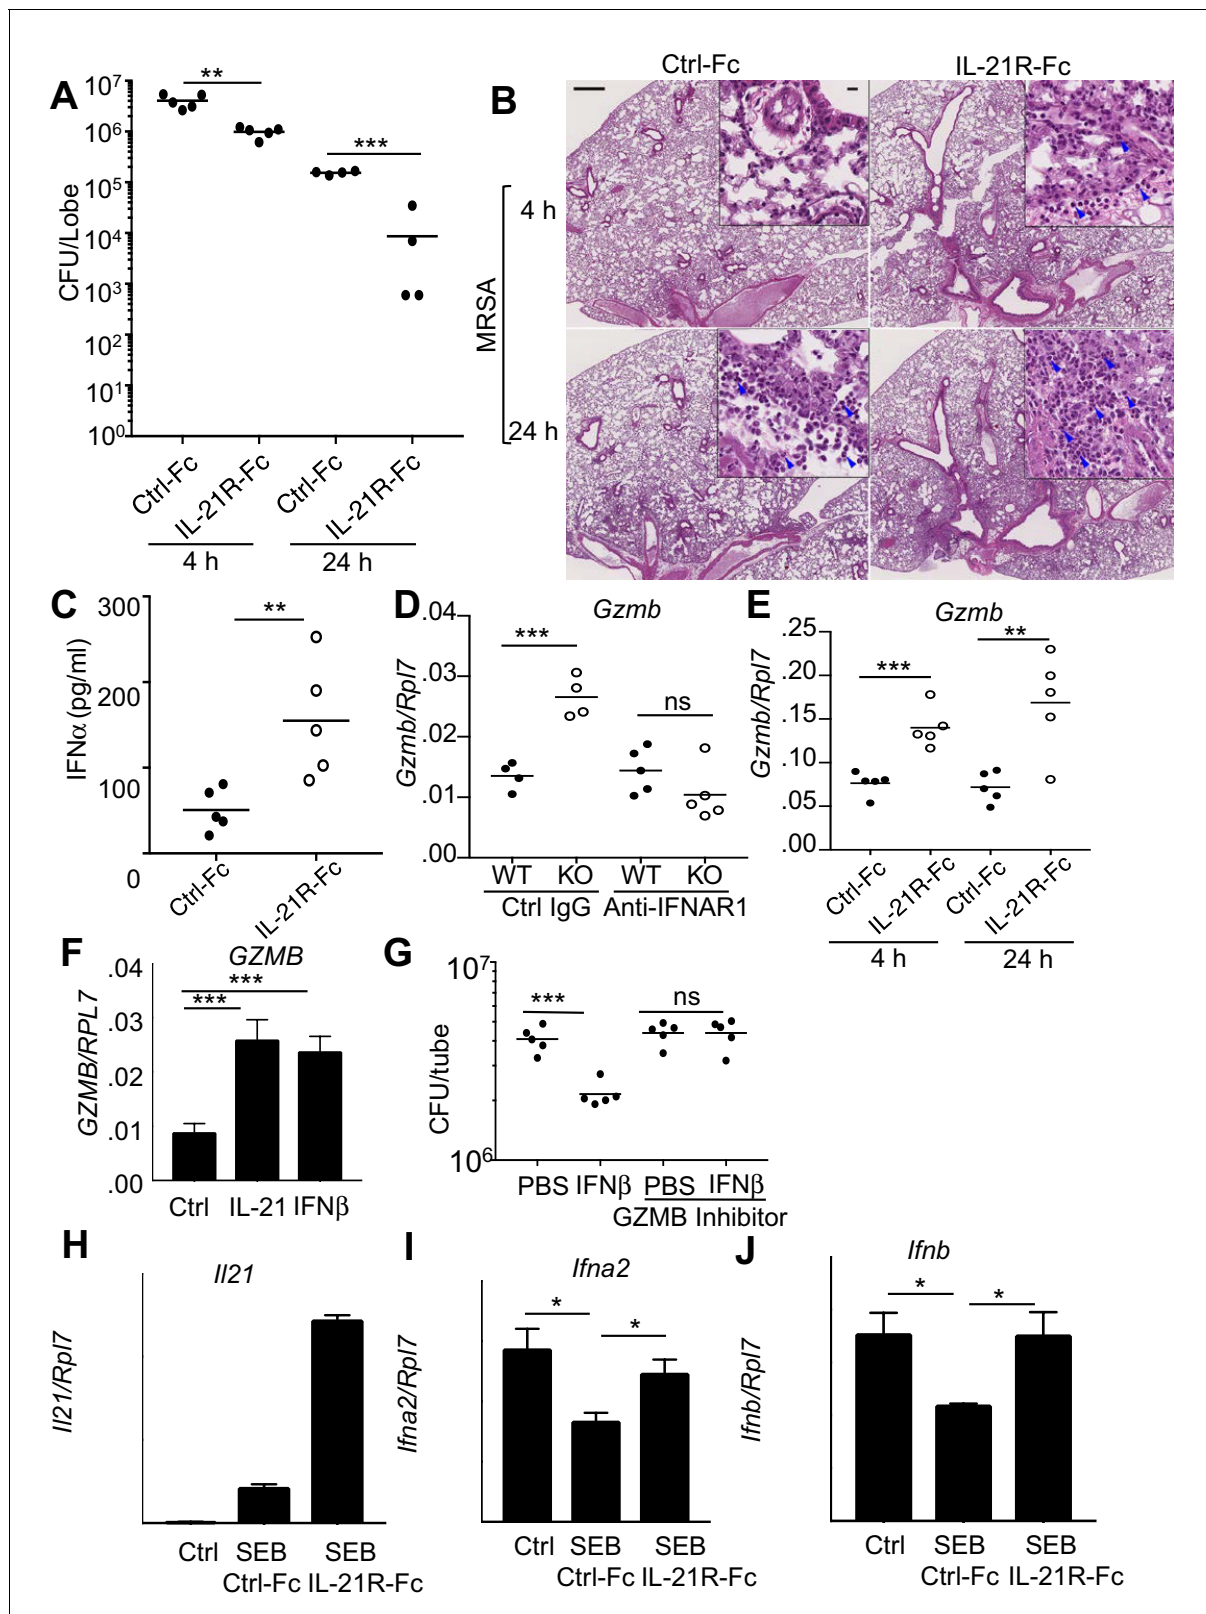 A
CFU/Lobe
10⁷
10⁶
10⁵
10⁴
10³
10²
10¹
10⁰
**
***
Ctrl-Fc
IL-21R-Fc
Ctrl-Fc
IL-21R-Fc
4 h
24 h
B
Ctrl-Fc
IL-21R-Fc
MRSA
4 h
24 h
C
IFNα (pg/ml)
300
200
100
0
**
Ctrl-Fc
IL-21R-Fc
D
Gzmb
Gzmb/Rpl7
.04
.03
.02
.01
.00
***
ns
WT KO WT KO
Ctrl IgG Anti-IFNAR1
E
Gzmb
Gzmb/Rpl7
.25
.20
.15
.10
.05
.00
***
**
Ctrl-Fc
IL-21R-Fc
Ctrl-Fc
IL-21R-Fc
4 h
24 h
F
GZMB
GZMB/RPL7
.04
.03
.02
.01
.00
***
***
Ctrl IL-21 IFNβ
G
CFU/tube
10⁷
10⁶
***
ns
PBS IFNβ PBS IFNβ
GZMB Inhibitor
H
Il21
Il21/Rpl7
Ctrl SEB SEB
Ctrl-Fc IL-21R-Fc
I
Ifna2
Ifna2/Rpl7
*
*
Ctrl SEB SEB
Ctrl-Fc IL-21R-Fc
J
Ifnb
Ifnb/Rpl7
*
*
Ctrl SEB SEB
Ctrl-Fc IL-21R-Fc